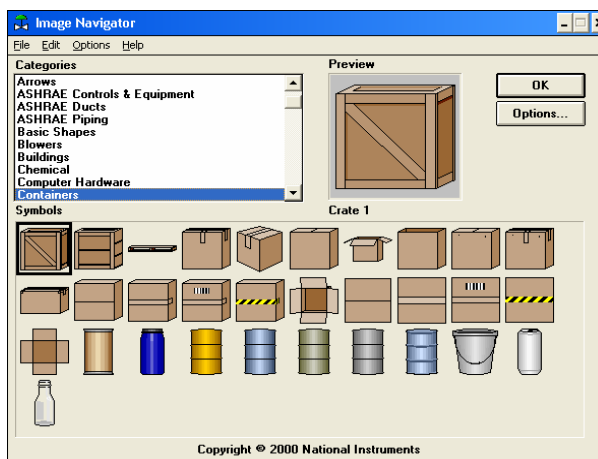 Image Navigator
File Edit Options Help
Categories
Preview
Arrows
ASHRAE Controls & Equipment
ASHRAE Ducts
ASHRAE Piping
Basic Shapes
Blowers
Buildings
Chemical
Computer Hardware
Containers
OK
Options...
Symbols
Crate 1
Copyright © 2000 National Instruments